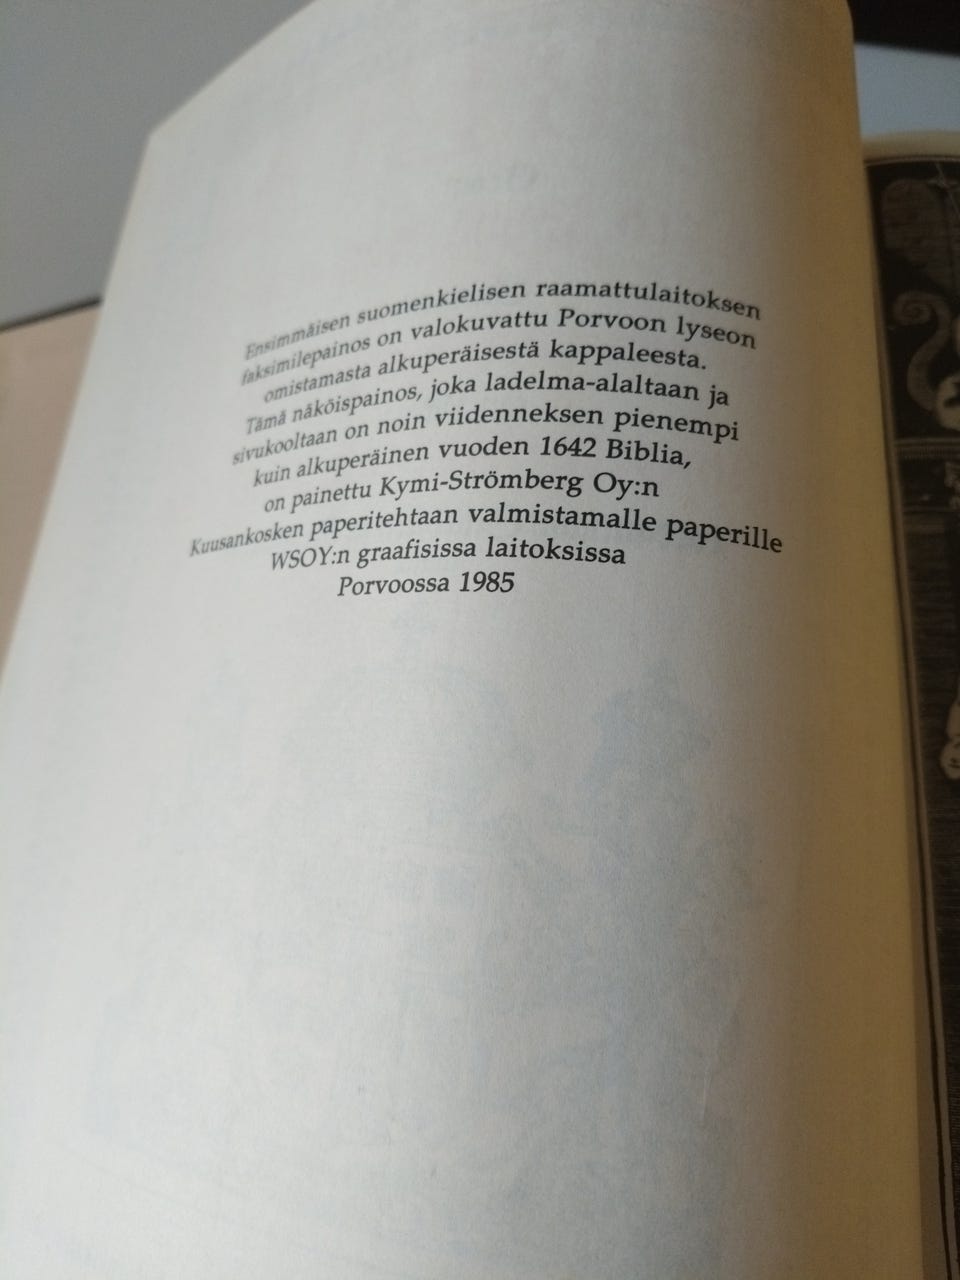 Ensimmäisen suomenkielisen raamattulaitoksen
faksimilepainos on valokuvattu Porvoon lyseon
omistamasta alkuperäisestä kappaleesta.
Tämä näköispainos, joka ladelma-alaltaan ja
sivukooltaan on noin viidenneksen pienempi
kuin alkuperäinen vuoden 1642 Biblia,
on painettu Kymi-Strömberg Oy:n
Kuusankosken paperitehtaan valmistamalle paperille
WSOY:n graafisissa laitoksissa
Porvoossa 1985